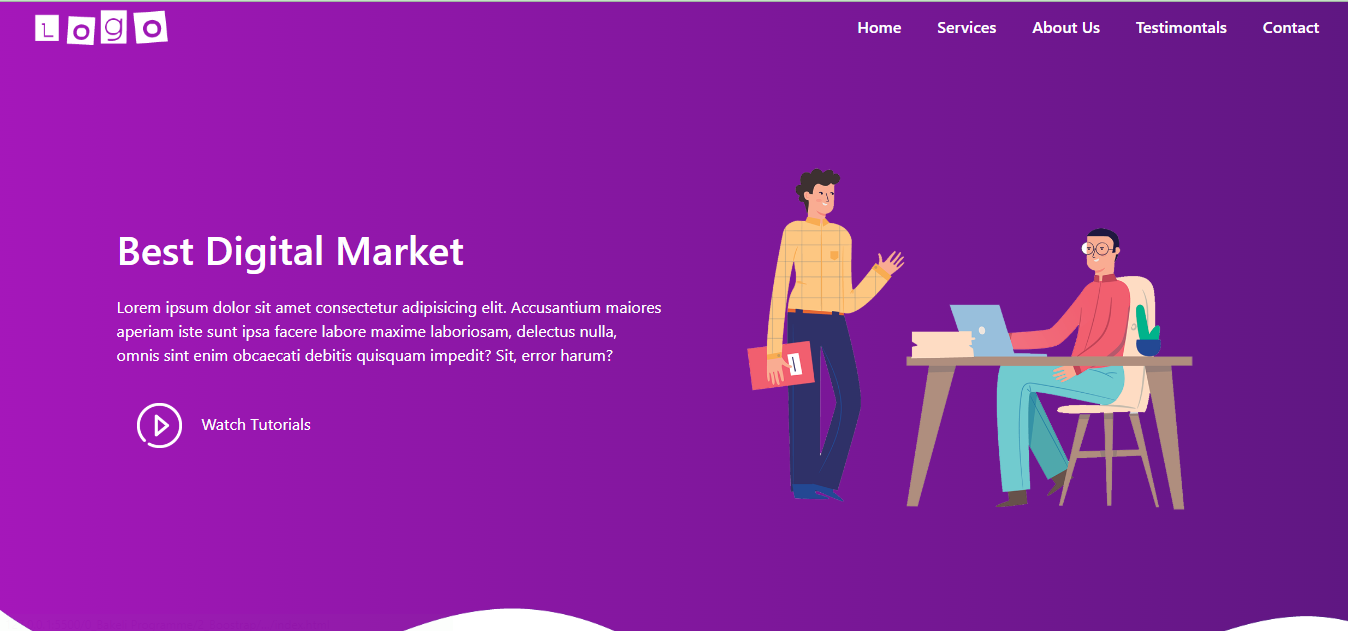 Logo
Home Services About Us Testimontals Contact
Best Digital Market
Lorem ipsum dolor sit amet consectetur adipisicing elit. Accusantium maiores
aperiam iste sunt ipsa facere labore maxime laboriosam, delectus nulla,
omnis sint enim obcaecati debitis quisquam impedit? Sit, error harum?
Watch Tutorials